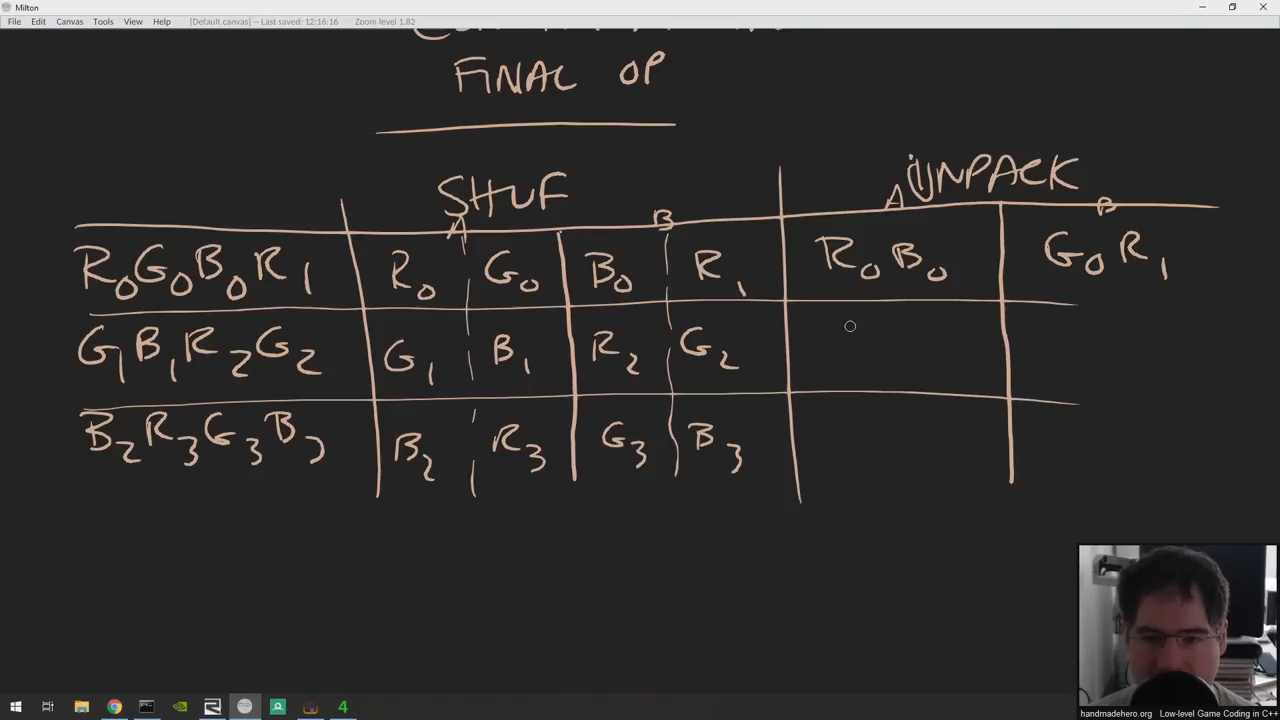 Milton
File Edit Canvas Tools View Help [Default canvas] -- Last saved: 12:16:16 Zoom level 1.82
FINAL OP
SHUF UNPACK
A B A B
R0G0B0R1 R0 G0 B0 R1 R0B0 G0R1
G1B1R2G2 G1 B1 R2 G2
B2R3G3B3 B2 R3 G3 B3
4
handmadehero.org Low-level Game Coding in C++